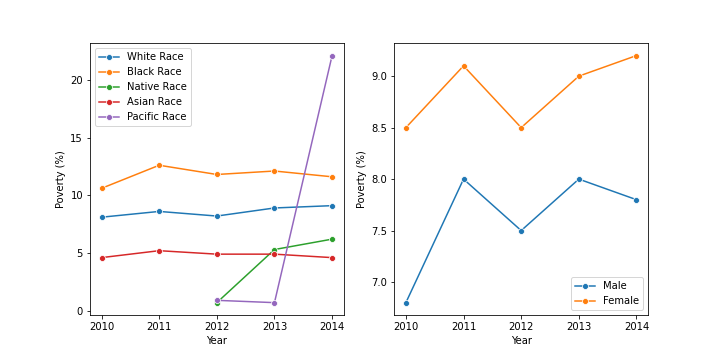 White Race
Black Race
Native Race
Asian Race
Pacific Race
20
15
10
5
0
Poverty (%)
2010 2011 2012 2013 2014
Year
9.0
8.5
8.0
7.5
7.0
Poverty (%)
Male
Female
2010 2011 2012 2013 2014
Year